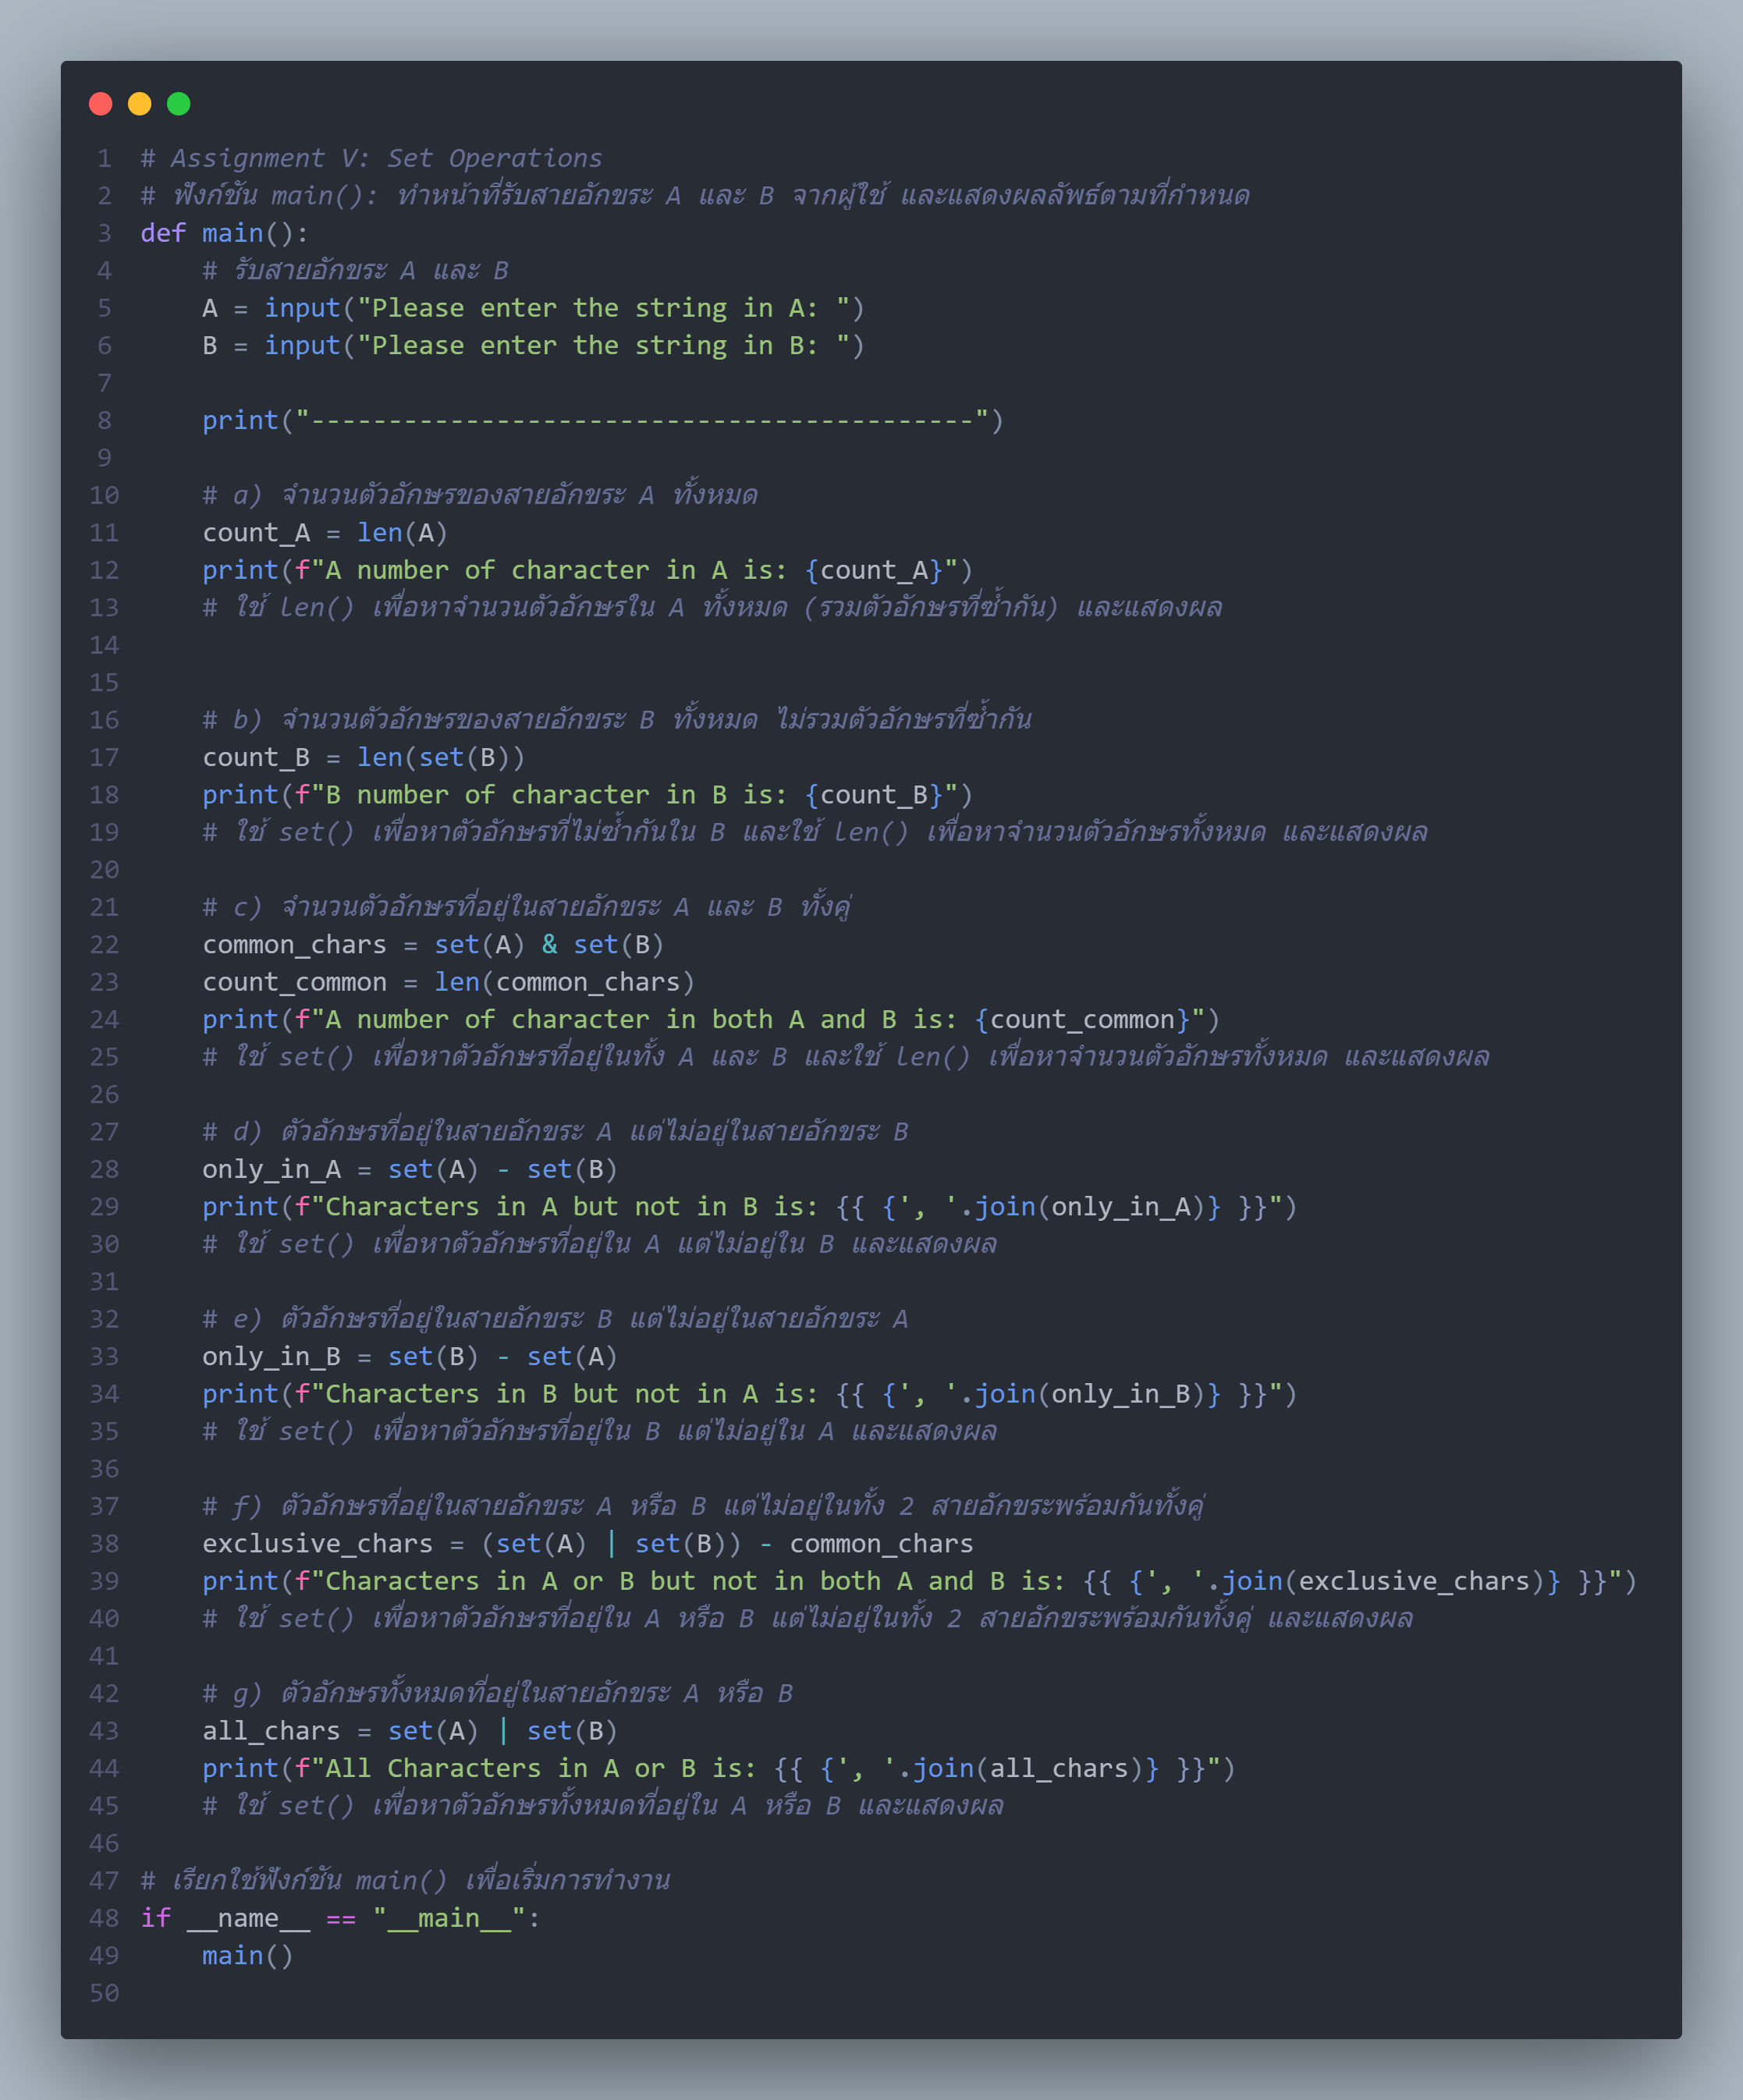 1 # Assignment V: Set Operations
2 # ฟังก์ชัน main(): ทำหน้าที่รับสายอักขระ A และ B จากผู้ใช้ และแสดงผลลัพธ์ตามที่กำหนด
3 def main():
4     # รับสายอักขระ A และ B
5     A = input("Please enter the string in A: ")
6     B = input("Please enter the string in B: ")
7
8     print("-------------------------------------------")
9
10     # a) จำนวนตัวอักษรของสายอักขระ A ทั้งหมด
11     count_A = len(A)
12     print(f"A number of character in A is: {count_A}")
13     # ใช้ len() เพื่อหาจำนวนตัวอักษรใน A ทั้งหมด (รวมตัวอักษรที่ซ้ำกัน) และแสดงผล
14
15
16     # b) จำนวนตัวอักษรของสายอักขระ B ทั้งหมด ไม่รวมตัวอักษรที่ซ้ำกัน
17     count_B = len(set(B))
18     print(f"B number of character in B is: {count_B}")
19     # ใช้ set() เพื่อหาตัวอักษรที่ไม่ซ้ำกันใน B และใช้ len() เพื่อหาจำนวนตัวอักษรทั้งหมด และแสดงผล
20
21     # c) จำนวนตัวอักษรที่อยู่ในสายอักขระ A และ B ทั้งคู่
22     common_chars = set(A) & set(B)
23     count_common = len(common_chars)
24     print(f"A number of character in both A and B is: {count_common}")
25     # ใช้ set() เพื่อหาตัวอักษรที่อยู่ในทั้ง A และ B และใช้ len() เพื่อหาจำนวนตัวอักษรทั้งหมด และแสดงผล
26
27     # d) ตัวอักษรที่อยู่ในสายอักขระ A แต่ไม่อยู่ในสายอักขระ B
28     only_in_A = set(A) - set(B)
29     print(f"Characters in A but not in B is: {{ {', '.join(only_in_A)} }}")
30     # ใช้ set() เพื่อหาตัวอักษรที่อยู่ใน A แต่ไม่อยู่ใน B และแสดงผล
31
32     # e) ตัวอักษรที่อยู่ในสายอักขระ B แต่ไม่อยู่ในสายอักขระ A
33     only_in_B = set(B) - set(A)
34     print(f"Characters in B but not in A is: {{ {', '.join(only_in_B)} }}")
35     # ใช้ set() เพื่อหาตัวอักษรที่อยู่ใน B แต่ไม่อยู่ใน A และแสดงผล
36
37     # f) ตัวอักษรที่อยู่ในสายอักขระ A หรือ B แต่ไม่อยู่ในทั้ง 2 สายอักขระพร้อมกันทั้งคู่
38     exclusive_chars = (set(A) | set(B)) - common_chars
39     print(f"Characters in A or B but not in both A and B is: {{ {', '.join(exclusive_chars)} }}")
40     # ใช้ set() เพื่อหาตัวอักษรที่อยู่ใน A หรือ B แต่ไม่อยู่ในทั้ง 2 สายอักขระพร้อมกันทั้งคู่ และแสดงผล
41
42     # g) ตัวอักษรทั้งหมดที่อยู่ในสายอักขระ A หรือ B
43     all_chars = set(A) | set(B)
44     print(f"All Characters in A or B is: {{ {', '.join(all_chars)} }}")
45     # ใช้ set() เพื่อหาตัวอักษรทั้งหมดที่อยู่ใน A หรือ B และแสดงผล
46
47 # เรียกใช้ฟังก์ชัน main() เพื่อเริ่มการทำงาน
48 if __name__ == "__main__":
49     main()
50